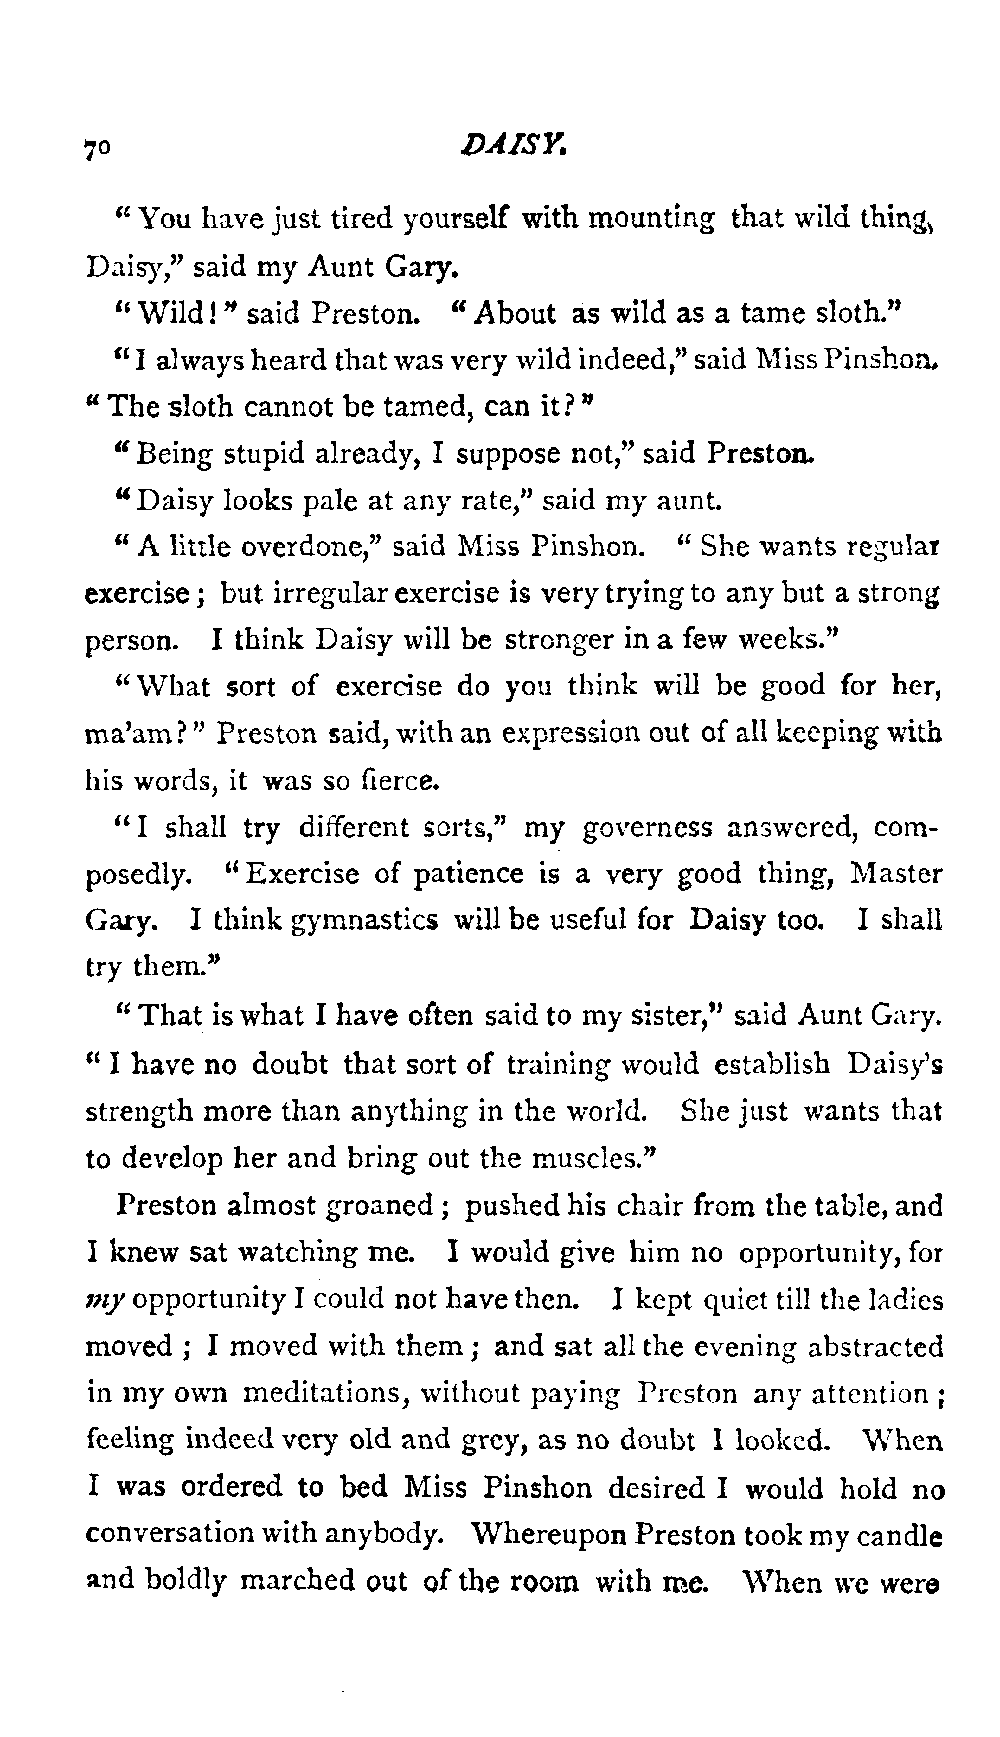 70 DAISY.
“You have just tired yourself with mounting that wild thing,
Daisy,” said my Aunt Gary.
“Wild!” said Preston. “About as wild as a tame sloth.”
“I always heard that was very wild indeed,” said Miss Pinshon.
“The sloth cannot be tamed, can it?”
“Being stupid already, I suppose not,” said Preston.
“Daisy looks pale at any rate,” said my aunt.
“A little overdone,” said Miss Pinshon. “She wants regular
exercise; but irregular exercise is very trying to any but a strong
person. I think Daisy will be stronger in a few weeks.”
“What sort of exercise do you think will be good for her,
ma’am?” Preston said, with an expression out of all keeping with
his words, it was so fierce.
“I shall try different sorts,” my governess answered, com-
posedly. “Exercise of patience is a very good thing, Master
Gary. I think gymnastics will be useful for Daisy too. I shall
try them.”
“That is what I have often said to my sister,” said Aunt Gary.
“I have no doubt that sort of training would establish Daisy’s
strength more than anything in the world. She just wants that
to develop her and bring out the muscles.”
Preston almost groaned; pushed his chair from the table, and
I knew sat watching me. I would give him no opportunity, for
my opportunity I could not have then. I kept quiet till the ladies
moved; I moved with them; and sat all the evening abstracted
in my own meditations, without paying Preston any attention;
feeling indeed very old and grey, as no doubt I looked. When
I was ordered to bed Miss Pinshon desired I would hold no
conversation with anybody. Whereupon Preston took my candle
and boldly marched out of the room with me. When we were